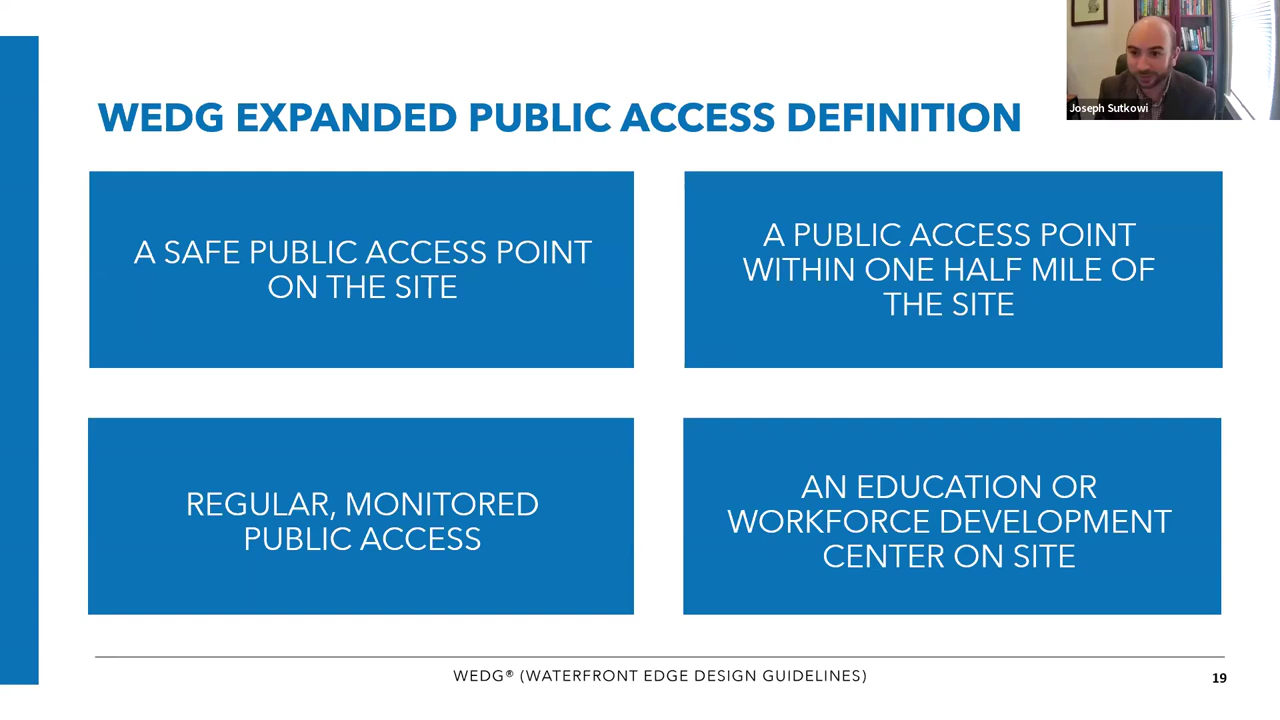 Joseph Sutkowi
WEDG EXPANDED PUBLIC ACCESS DEFINITION
A SAFE PUBLIC ACCESS POINT
ON THE SITE
A PUBLIC ACCESS POINT
WITHIN ONE HALF MILE OF
THE SITE
REGULAR, MONITORED
PUBLIC ACCESS
AN EDUCATION OR
WORKFORCE DEVELOPMENT
CENTER ON SITE
WEDG® (WATERFRONT EDGE DESIGN GUIDELINES)
19